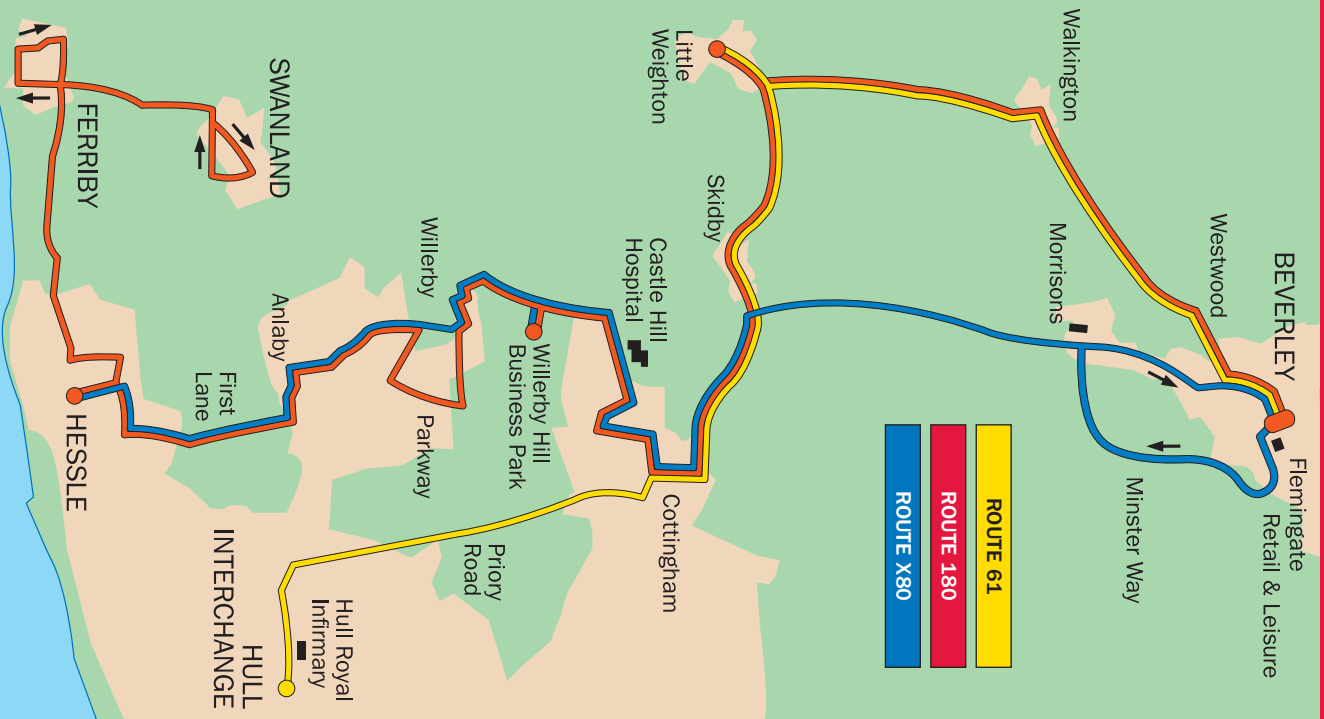 BEVERLEY
Fleminggate
Retail & Leisure
Westwood
Minster Way
Walkington
Morrisons
ROUTE 61
ROUTE 180
ROUTE X80
Little
Weighton
Skidby
Cottingham
Castle Hill
Hospital
Willerby Hill
Business Park
Priory
Road
Willerby
Parkway
Hull Royal
Infirmary
SWANLAND
Anlaby
First
Lane
HULL
INTERCHANGE
FERRIBY
HESSLE